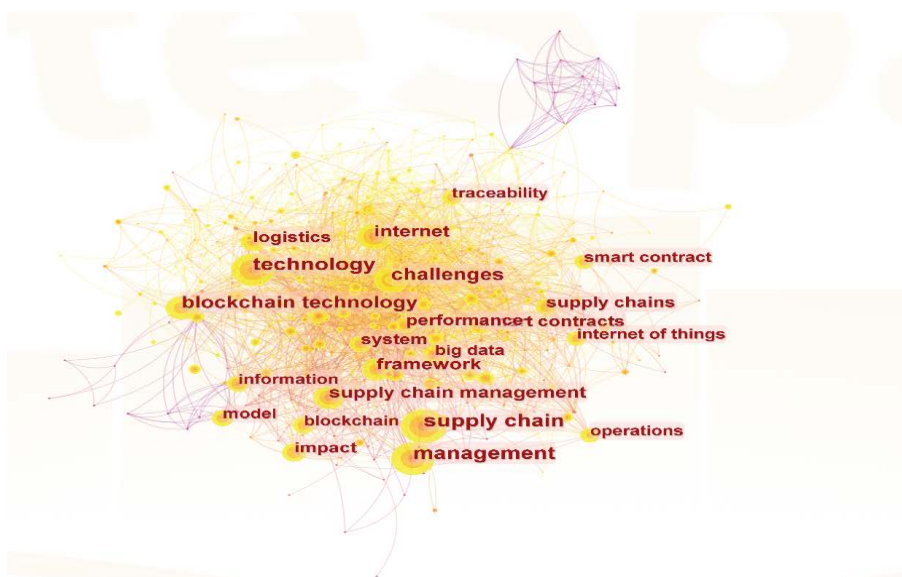 traceability
internet
logistics
smart contract
technology
challenges
blockchain technology
supply chains
performance
t contracts
internet of things
system
big data
framework
information
supply chain management
model
blockchain
supply chain
operations
impact
management